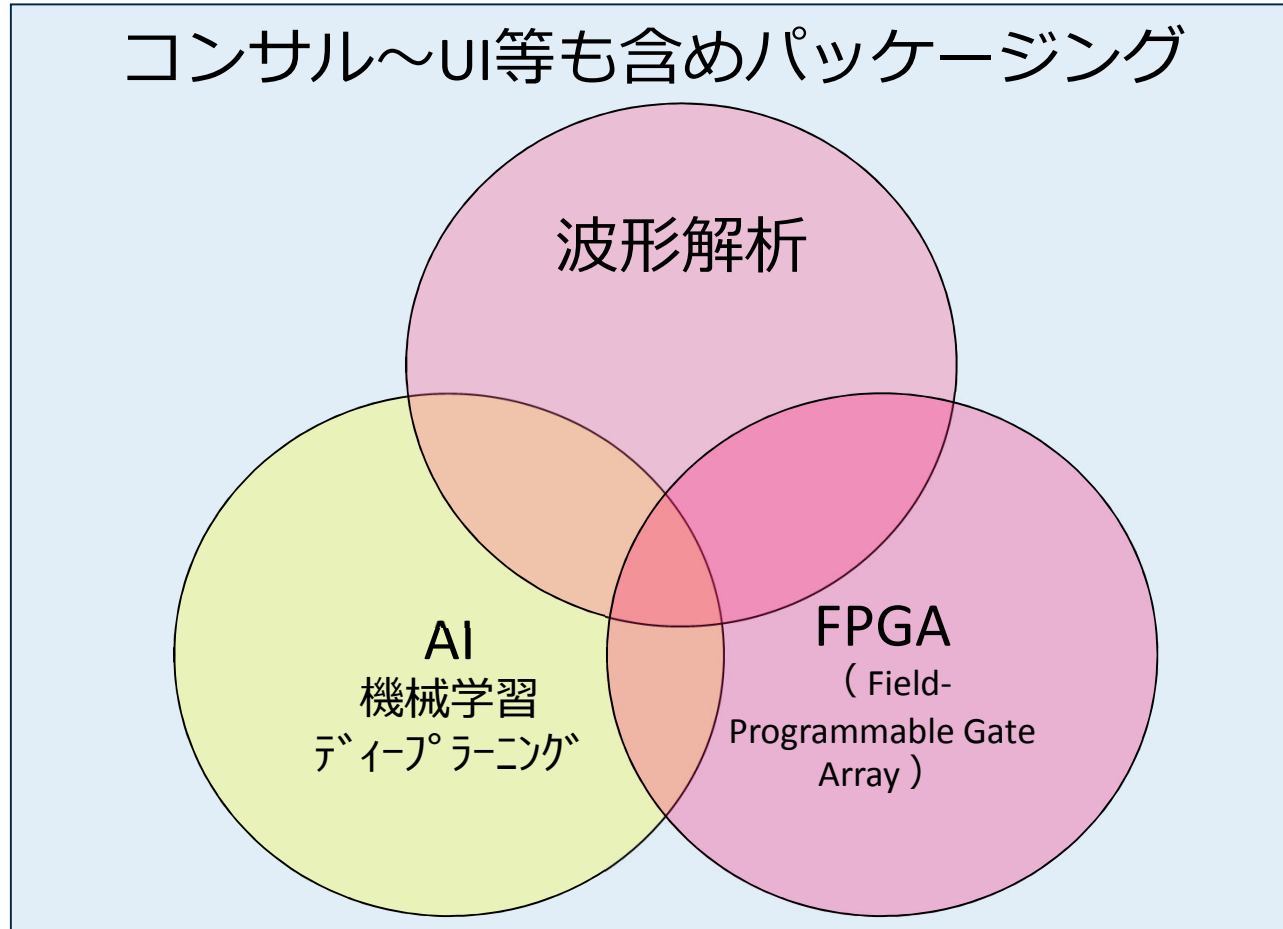 コンサル～UI等も含めパッケージング
波形解析
AI
機械学習
ﾃﾞｨｰﾌﾟﾗｰﾆﾝｸﾞ
FPGA
（ Field-
Programmable Gate
Array ）